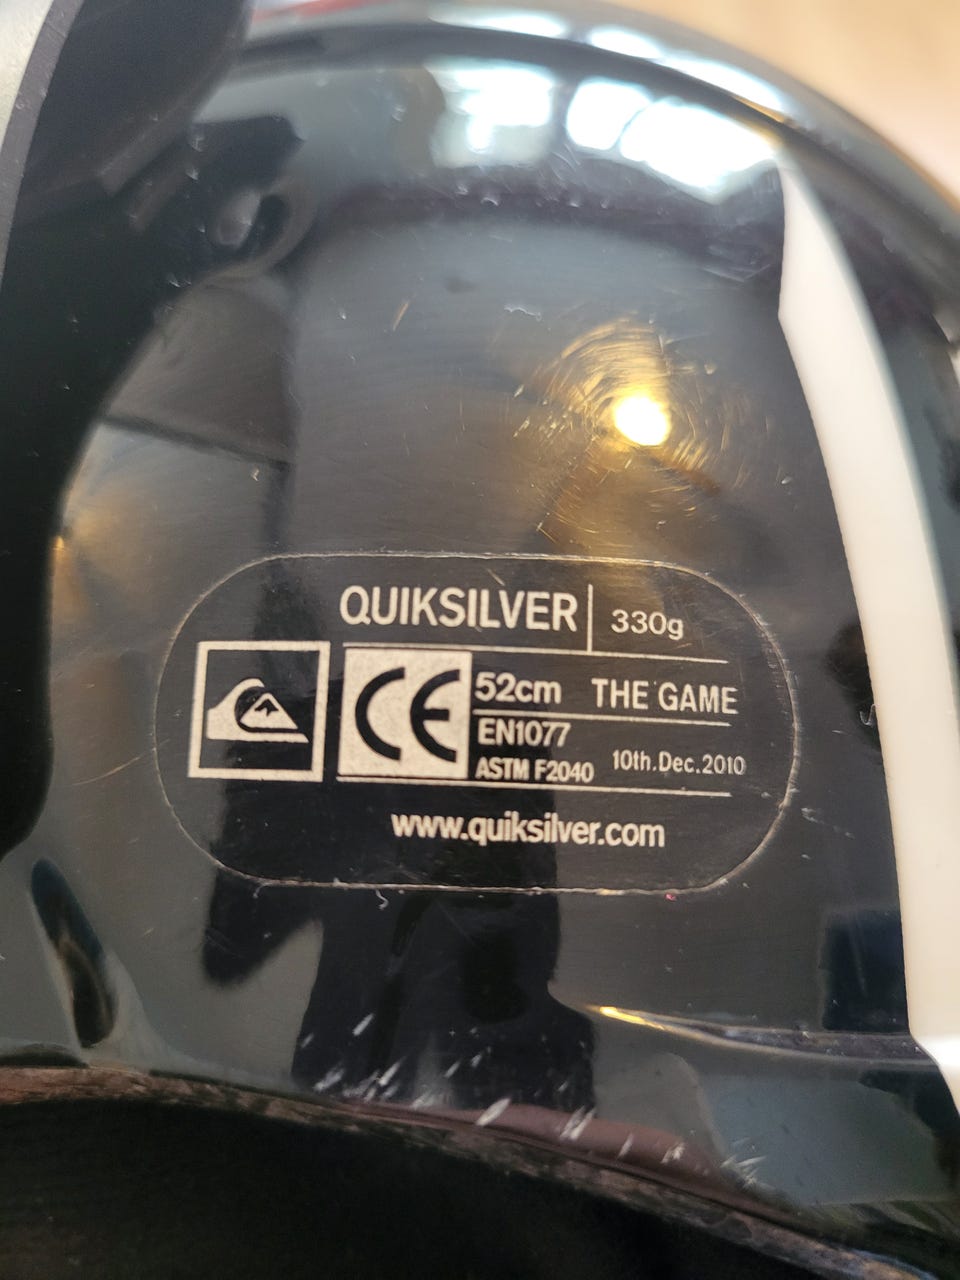 QUIKSILVER 330g
CE 52cm THE GAME
EN1077
ASTM F2040 10th.Dec.2010
www.quiksilver.com